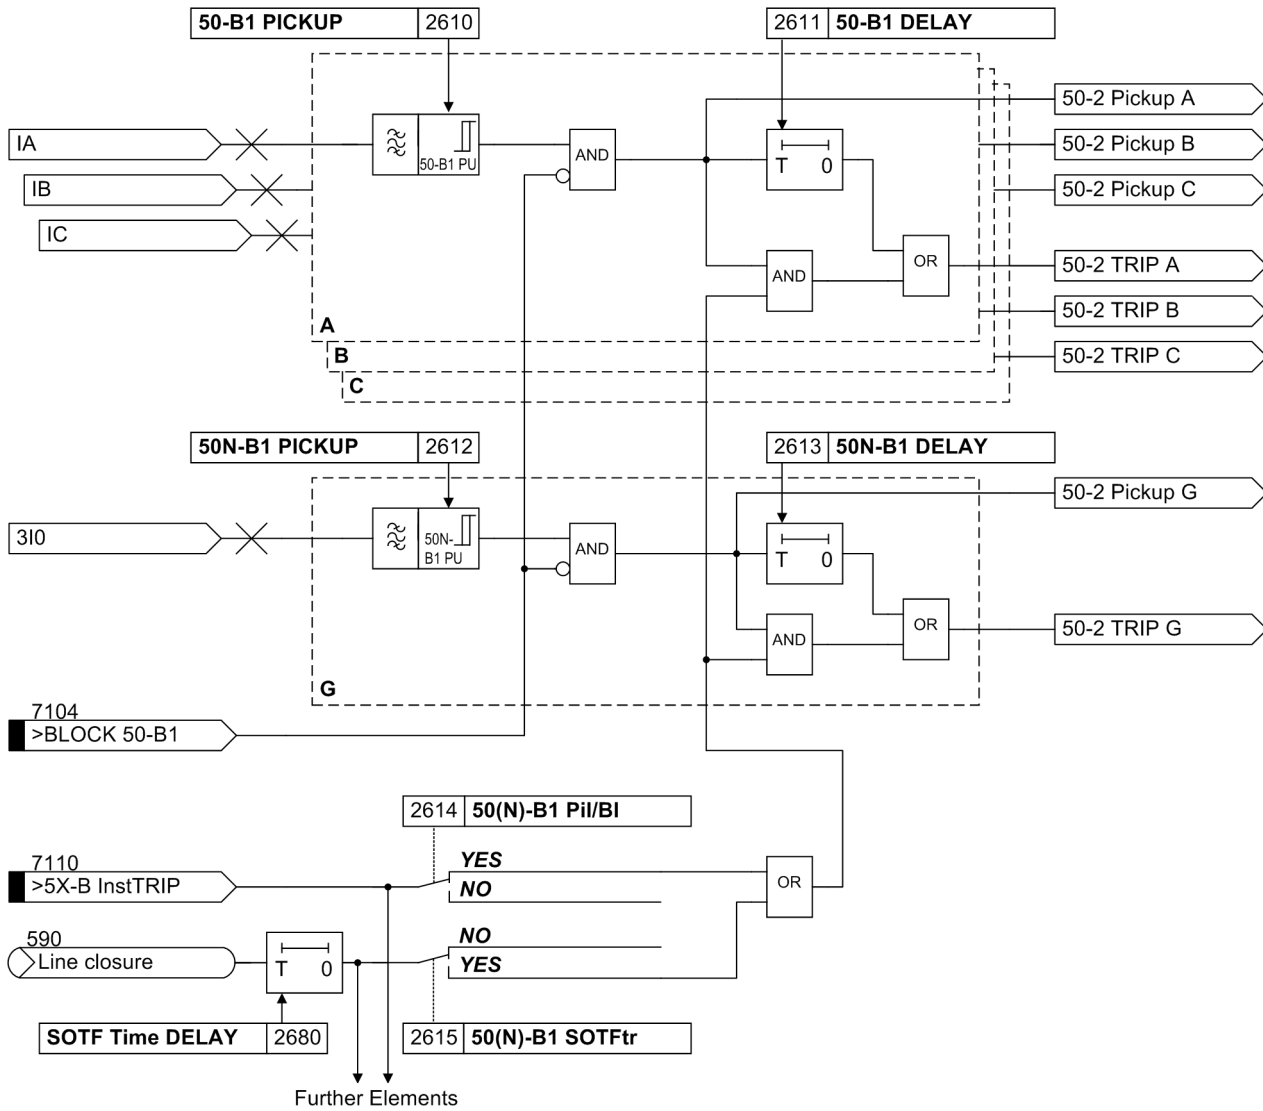 50-B1 PICKUP 2610
2611 50-B1 DELAY
50-2 Pickup A
IA
50-B1 PU
AND
T 0
50-2 Pickup B
IB
50-2 Pickup C
IC
AND
OR
50-2 TRIP A
50-2 TRIP B
A
B
50-2 TRIP C
C
50N-B1 PICKUP 2612
2613 50N-B1 DELAY
50-2 Pickup G
3I0
50N-
B1 PU
AND
T 0
AND
OR
50-2 TRIP G
G
7104
>BLOCK 50-B1
2614 50(N)-B1 Pil/BI
7110
>5X-B InstTRIP
YES
NO
OR
590
Line closure
T 0
NO
YES
SOTF Time DELAY 2680
2615 50(N)-B1 SOTFtr
Further Elements